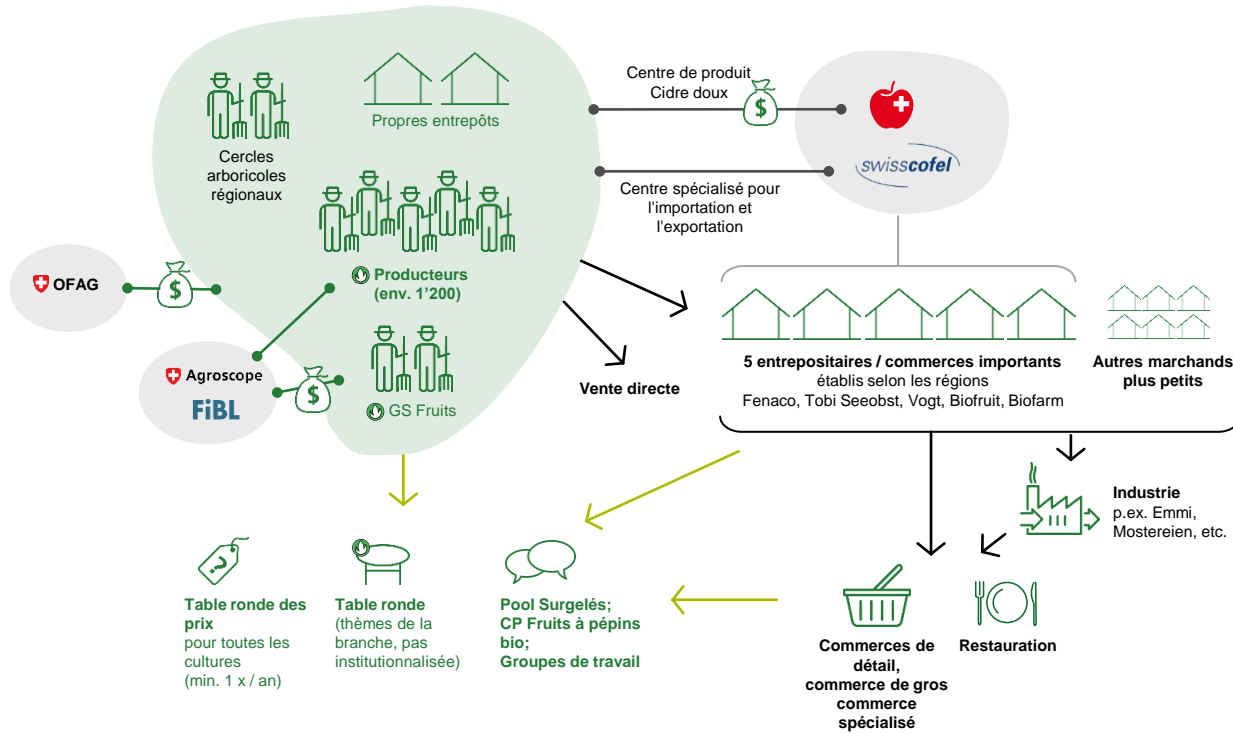 Cercles
arboricoles
régionaux
Propres entrepôts
Centre de produit
Cidre doux
$
swisscofel
Centre spécialisé pour
l'importation et
l'exportation
Producteurs
(env. 1'200)
OFAG
$
Agroscope
FiBL
$
GS Fruits
Vente directe
5 entrepositaires / commerces importants
établis selon les régions
Fenaco, Tobi Seeobst, Vogt, Biofruit, Biofarm
Autres marchands
plus petits
Industrie
p.ex. Emmi,
Mostereien, etc.
?
Table ronde des
prix
pour toutes les
cultures
(min. 1 x / an)
Table ronde
(thèmes de la
branche, pas
institutionnalisée)
Pool Surgelés;
CP Fruits à pépins
bio;
Groupes de travail
Commerces de
détail,
commerce de gros
commerce
spécialisé
Restauration